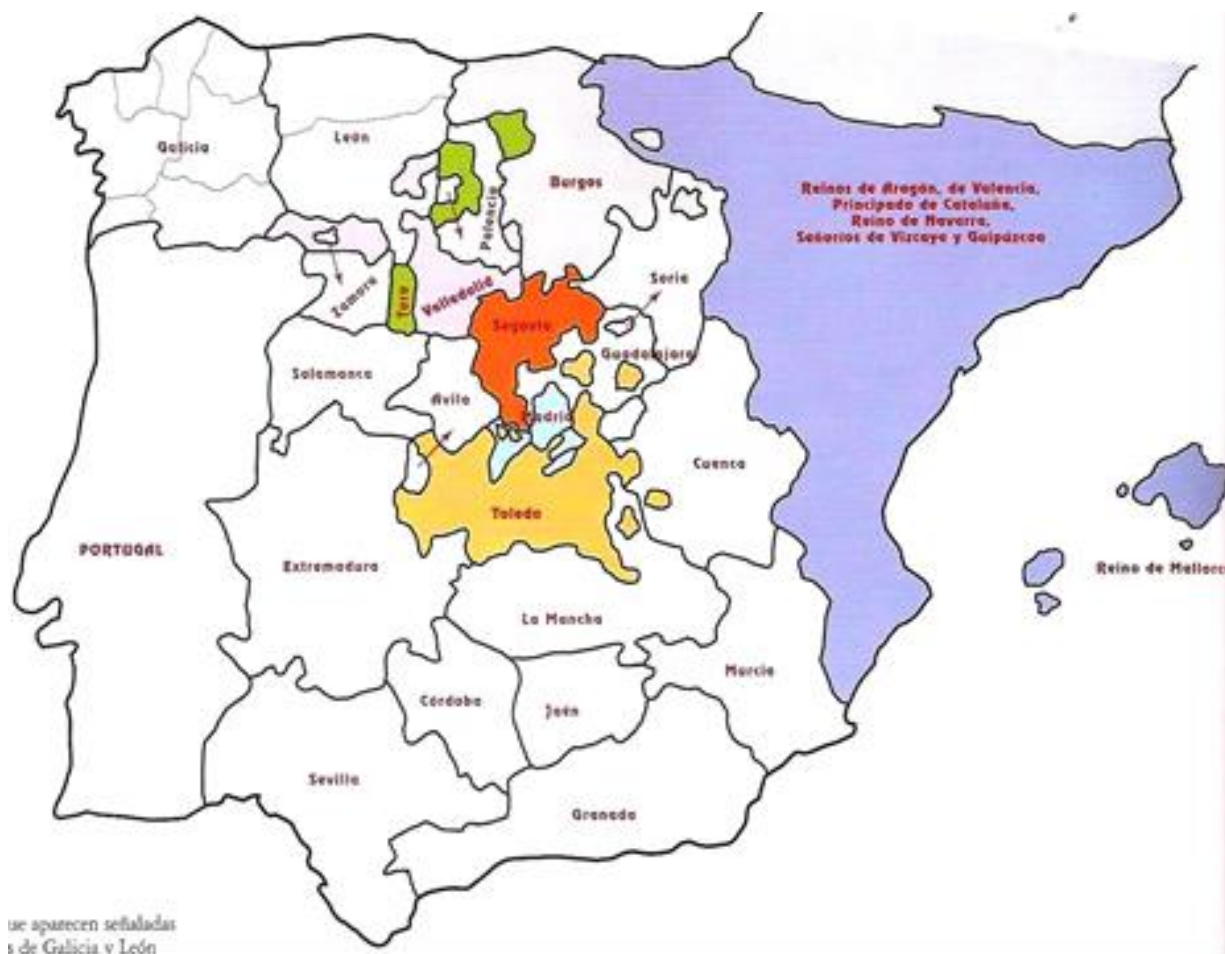 Galicia
León
Burgos
Palencia
Reinos de Aragón, de Valencia,
Principado de Cataluña,
Reino de Navarra,
Señorios de Vizcaya y Guipúzcoa
Zamora
Toro
Valladolid
Segovia
Soria
Guadalajara
Salamanca
Avila
Madrid
Cuenca
Toledo
PORTUGAL
Extremadura
Reino de Mallorc
La Mancha
Murcia
Córdoba
Jaén
Sevilla
Granada
ue aparecen señaladas
s de Galicia y León